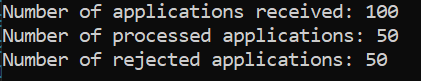 Number of applications received: 100
Number of processed applications: 50
Number of rejected applications: 50